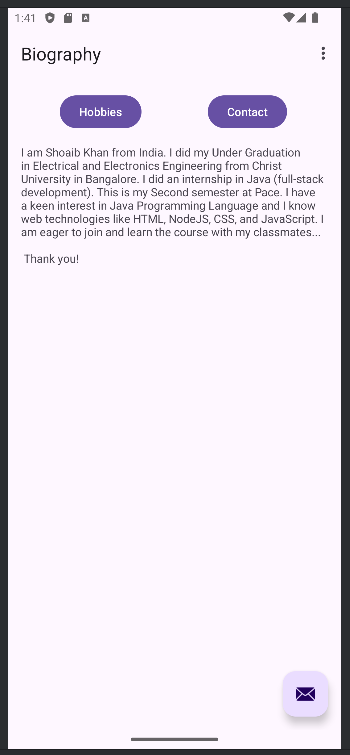 1:41
Biography
Hobbies
Contact
I am Shoaib Khan from India. I did my Under Graduation
in Electrical and Electronics Engineering from Christ
University in Bangalore. I did an internship in Java (full-stack
development). This is my Second semester at Pace. I have
a keen interest in Java Programming Language and I know
web technologies like HTML, NodeJS, CSS, and JavaScript. I
am eager to join and learn the course with my classmates...
Thank you!